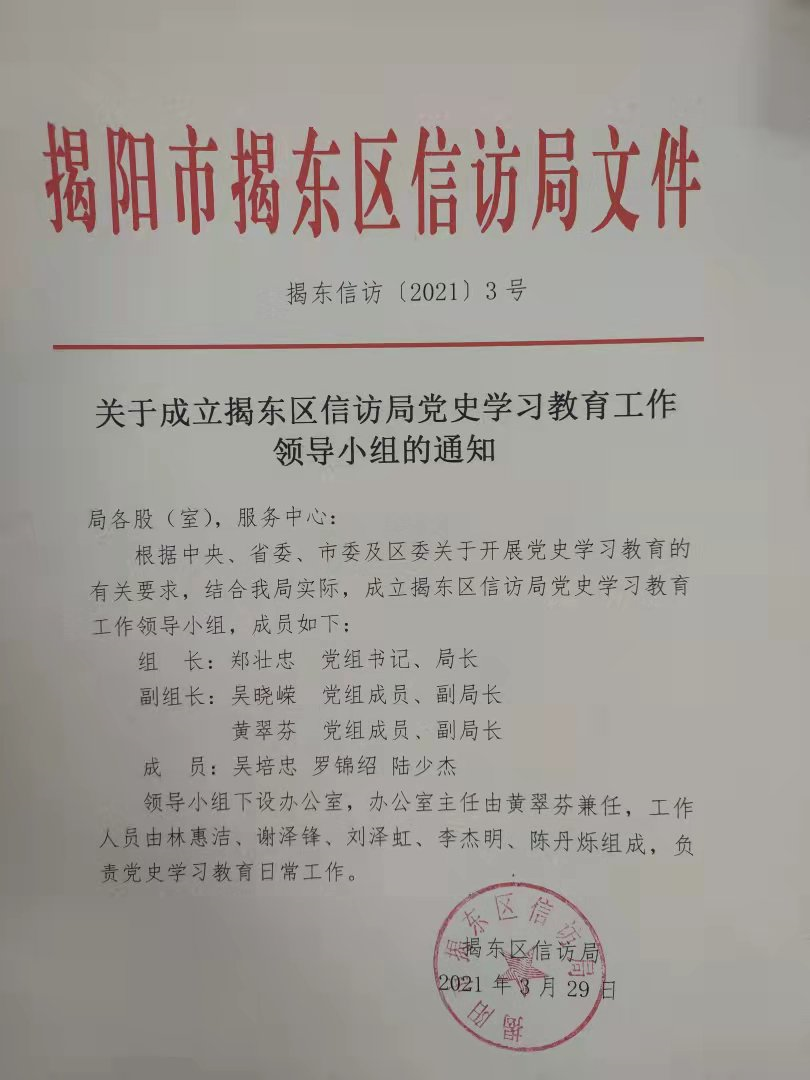 揭阳市揭东区信访局文件
揭东信访〔2021〕3号
关于成立揭东区信访局党史学习教育工作
领导小组的通知
局各股（室），服务中心：
根据中央、省委、市委及区委关于开展党史学习教育的
有关要求，结合我局实际，成立揭东区信访局党史学习教育
工作领导小组，成员如下：
组　长：郑壮忠　党组书记、局长
副组长：吴晓嵘　党组成员、副局长
黄翠芬　党组成员、副局长
成　员：吴培忠 罗锦绍 陆少杰
领导小组下设办公室，办公室主任由黄翠芬兼任，工作
人员由林惠洁、谢泽锋、刘泽虹、李杰明、陈丹烁组成，负
责党史学习教育日常工作。
揭阳市揭东区信访局
揭东区信访局
2021年3月29日